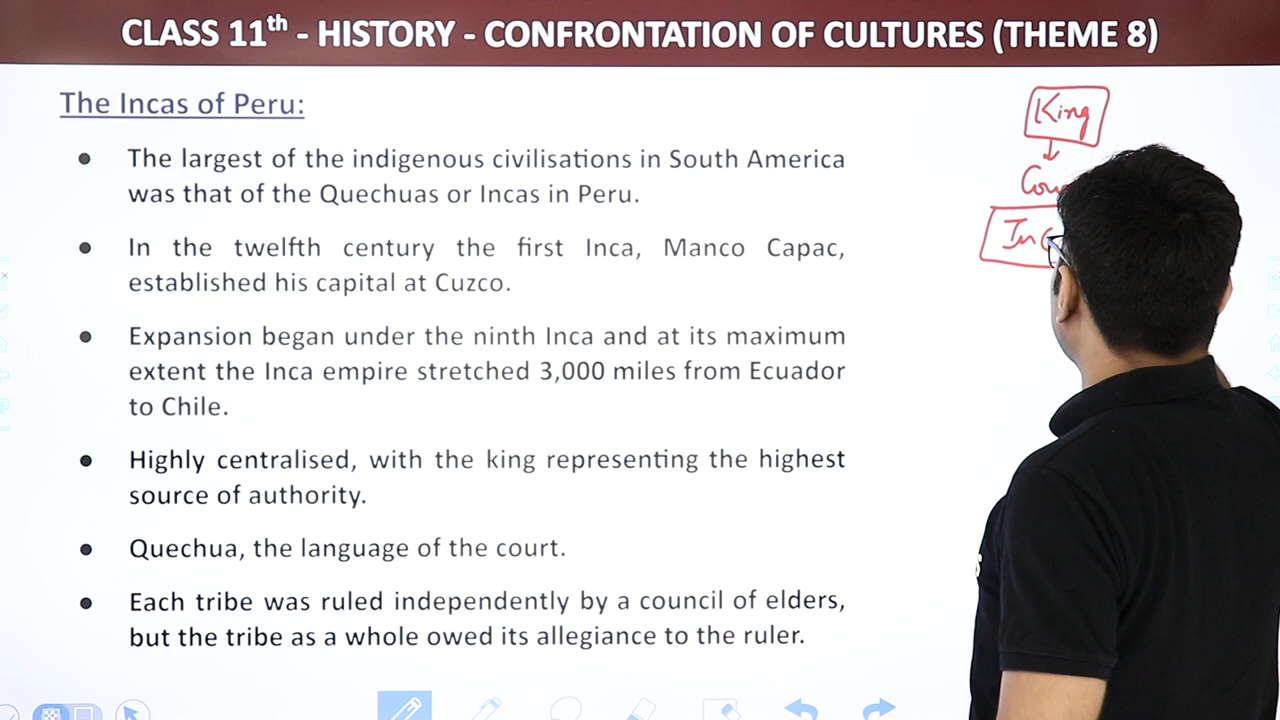 CLASS 11th - HISTORY - CONFRONTATION OF CULTURES (THEME 8)
The Incas of Peru:
● The largest of the indigenous civilisations in South America
was that of the Quechuas or Incas in Peru.
● In the twelfth century the first Inca, Manco Capac,
established his capital at Cuzco.
● Expansion began under the ninth Inca and at its maximum
extent the Inca empire stretched 3,000 miles from Ecuador
to Chile.
● Highly centralised, with the king representing the highest
source of authority.
● Quechua, the language of the court.
● Each tribe was ruled independently by a council of elders,
but the tribe as a whole owed its allegiance to the ruler.
King